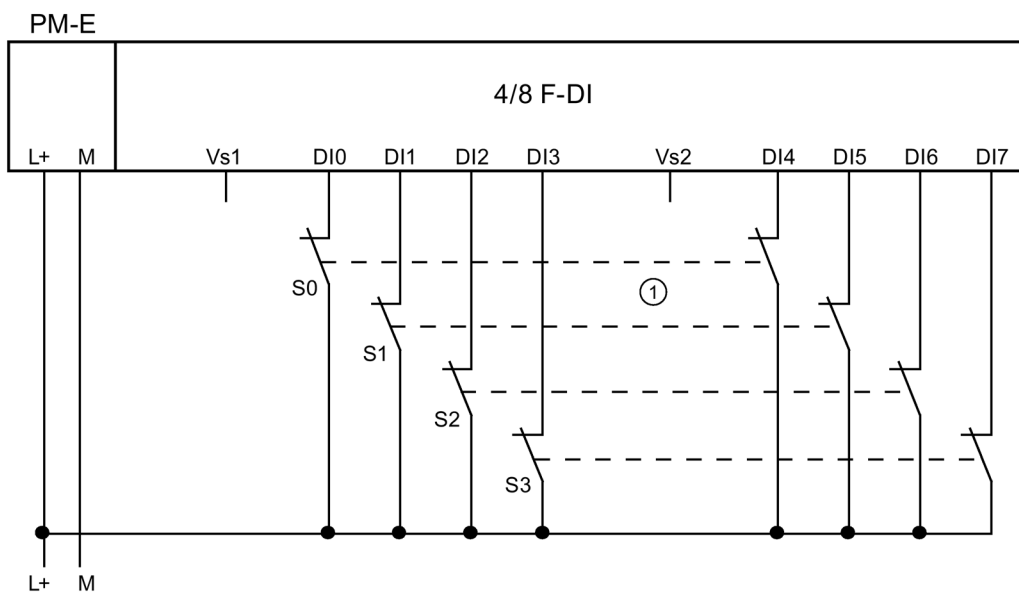 PM-E
4/8 F-DI
L+ M Vs1 DI0 DI1 DI2 DI3 Vs2 DI4 DI5 DI6 DI7
S0
1
S1
S2
S3
L+ M